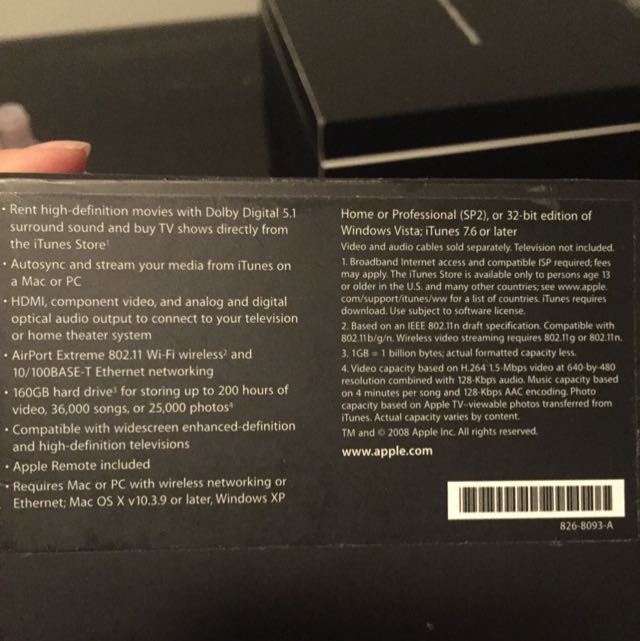 • Rent high-definition movies with Dolby Digital 5.1
surround sound and buy TV shows directly from
the iTunes Store¹
• Autosync and stream your media from iTunes on
a Mac or PC
• HDMI, component video, and analog and digital
optical audio output to connect to your television
or home theater system
• AirPort Extreme 802.11 Wi-Fi wireless² and
10/100BASE-T Ethernet networking
• 160GB hard drive³ for storing up to 200 hours of
video, 36,000 songs, or 25,000 photos⁴
• Compatible with widescreen enhanced-definition
and high-definition televisions
• Apple Remote included
• Requires Mac or PC with wireless networking or
Ethernet; Mac OS X v10.3.9 or later, Windows XP
Home or Professional (SP2), or 32-bit edition of
Windows Vista; iTunes 7.6 or later
Video and audio cables sold separately. Television not included.
1. Broadband Internet access and compatible ISP required; fees
may apply. The iTunes Store is available only to persons age 13
or older in the U.S. and many other countries; see www.apple.
com/support/itunes/ww for a list of countries. iTunes requires
download. Use subject to software license.
2. Based on an IEEE 802.11n draft specification. Compatible with
802.11b/g/n. Wireless video streaming requires 802.11g or 802.11n.
3. 1GB = 1 billion bytes; actual formatted capacity less.
4. Video capacity based on H.264 1.5-Mbps video at 640-by-480
resolution combined with 128-Kbps audio. Music capacity based
on 4 minutes per song and 128-Kbps AAC encoding. Photo
capacity based on Apple TV–viewable photos transferred from
iTunes. Actual capacity varies by content.
TM and © 2008 Apple Inc. All rights reserved.
www.apple.com
826-8093-A